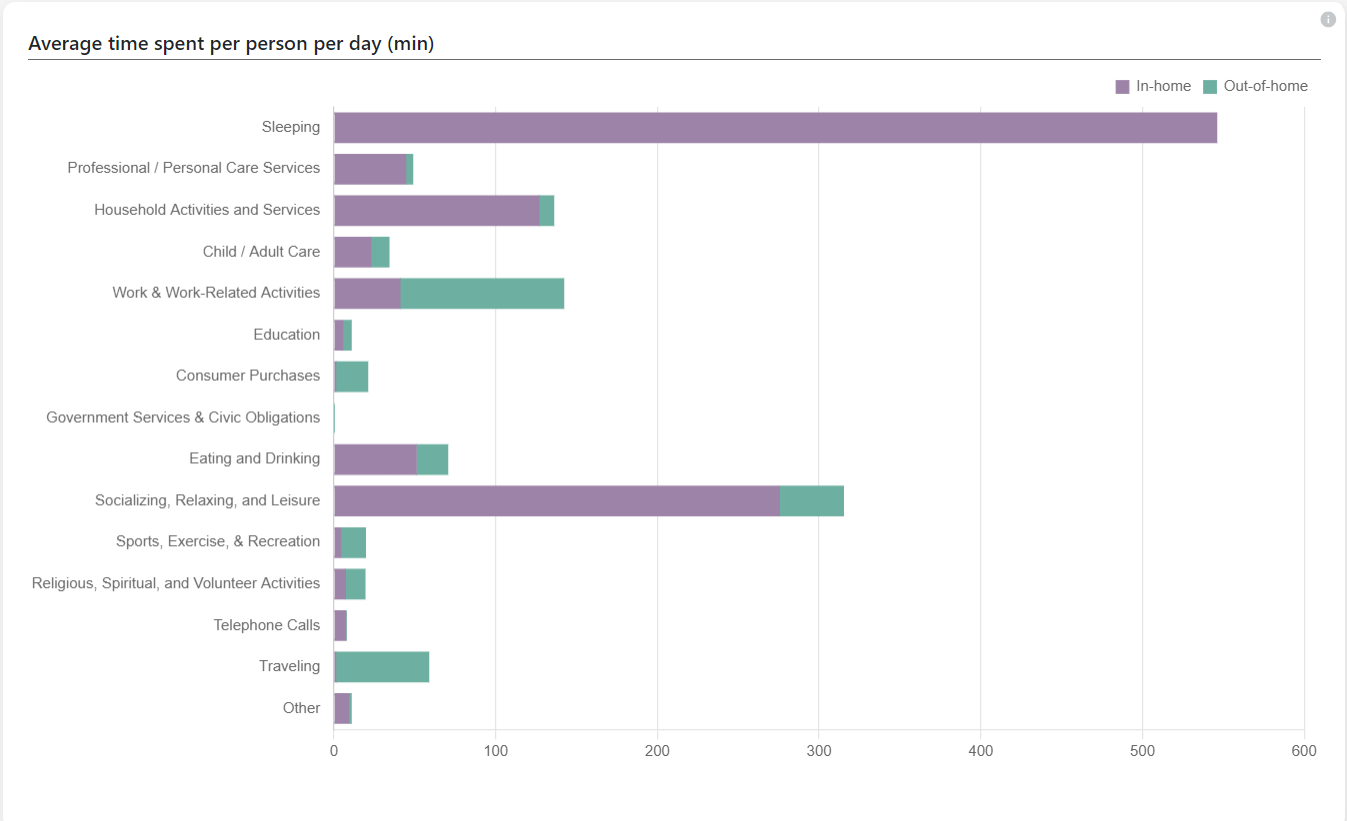 Average time spent per person per day (min)
In-home
Out-of-home
Sleeping
Professional / Personal Care Services
Household Activities and Services
Child / Adult Care
Work & Work-Related Activities
Education
Consumer Purchases
Government Services & Civic Obligations
Eating and Drinking
Socializing, Relaxing, and Leisure
Sports, Exercise, & Recreation
Religious, Spiritual, and Volunteer Activities
Telephone Calls
Traveling
Other
0 100 200 300 400 500 600